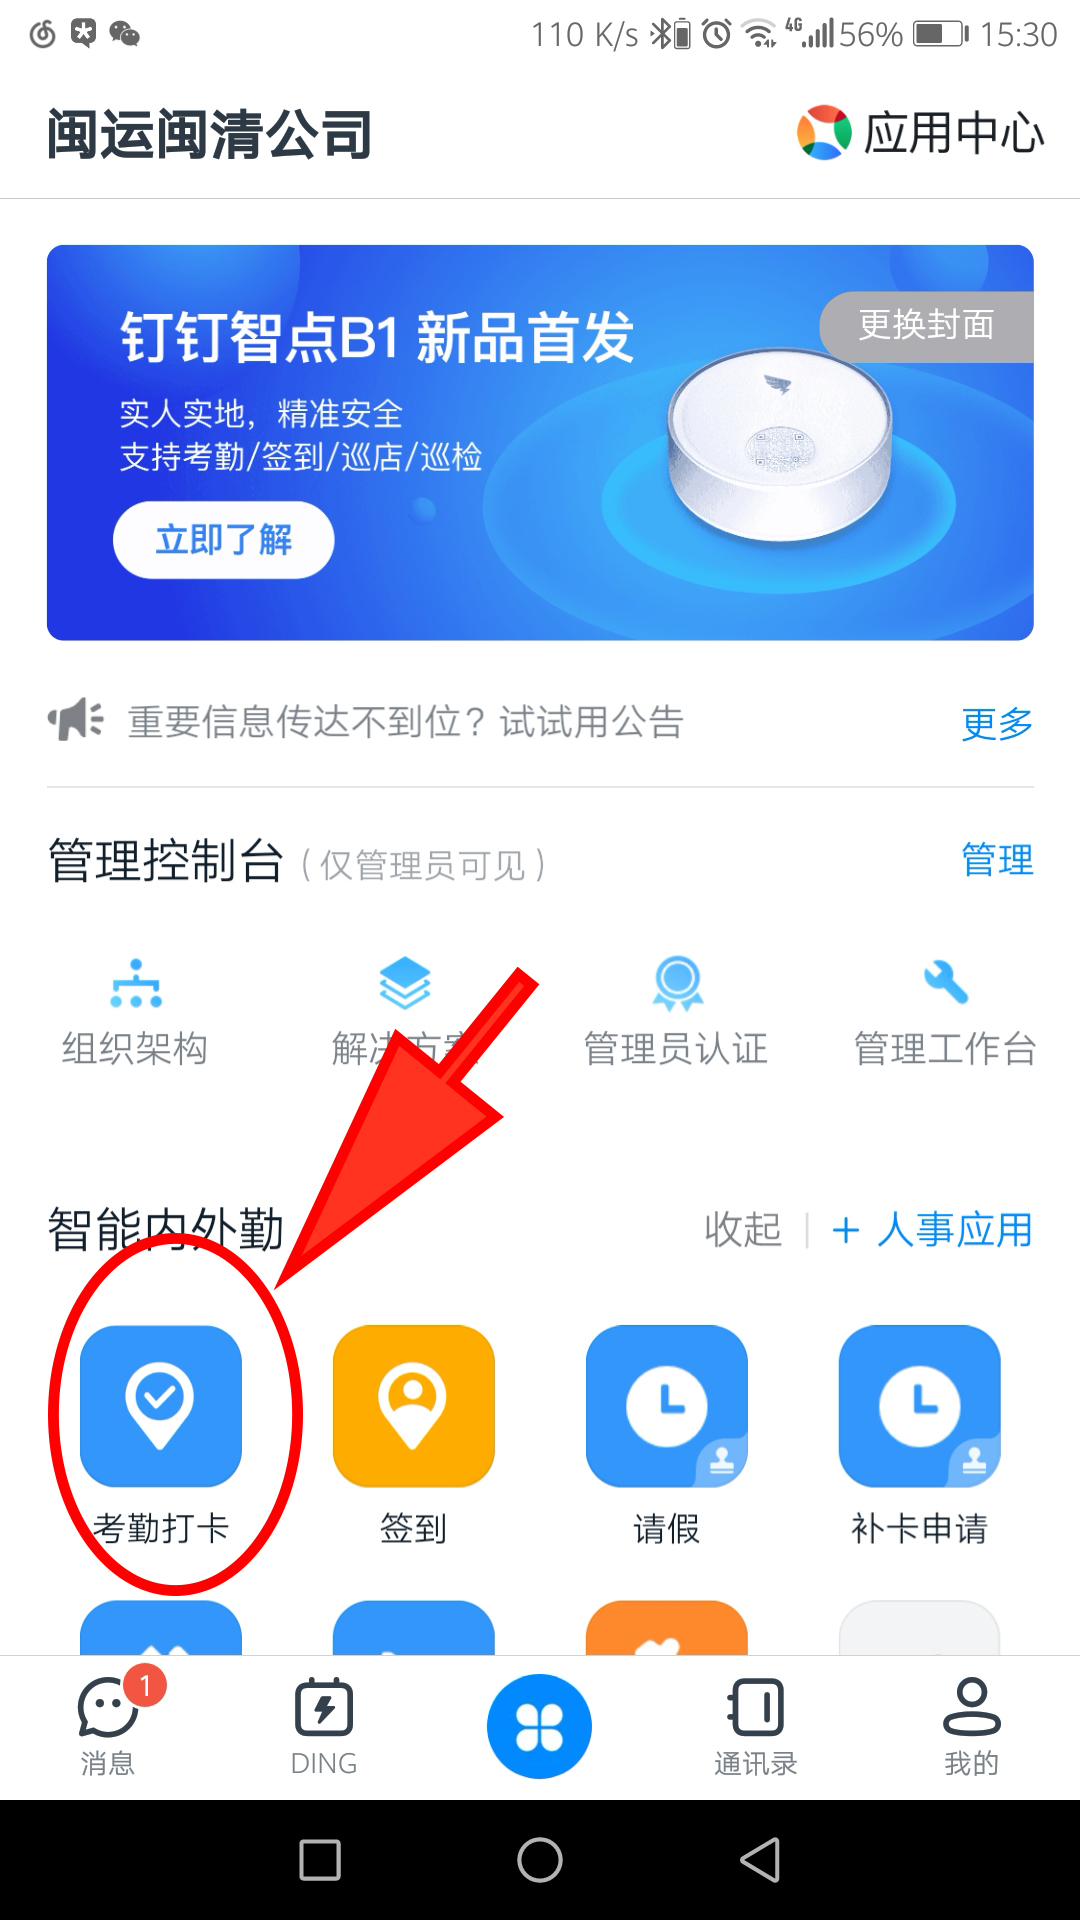 110 K/s 4G 56% 15:30
闽运闽清公司
应用中心
钉钉智点B1 新品首发
更换封面
实人实地，精准安全
支持考勤/签到/巡店/巡检
立即了解
重要信息传达不到位？试试用公告
更多
管理控制台（仅管理员可见）
管理
组织架构
解决方案
管理员认证
管理工作台
智能内外勤
收起
+ 人事应用
考勤打卡
签到
请假
补卡申请
1
消息
DING
通讯录
我的